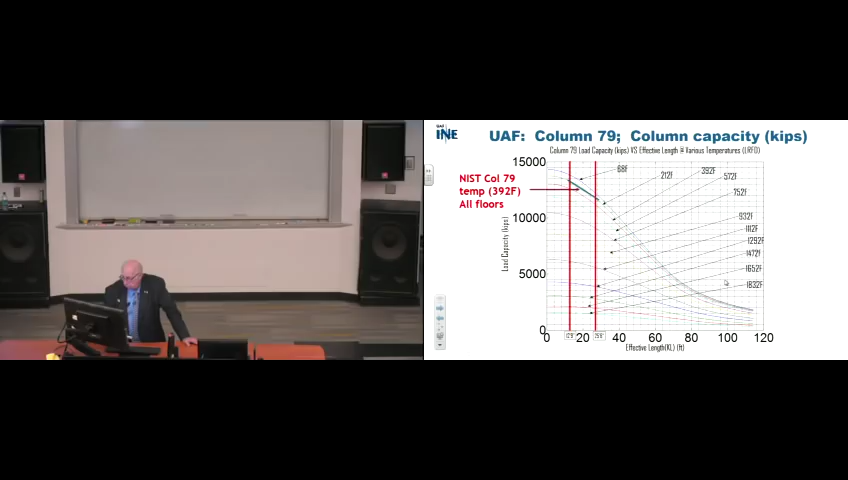 UAF
INE
UAF: Column 79; Column capacity (kips)
Column 79 Load Capacity (kips) VS Effective Length @ Various Temperatures (LRFD)
NIST Col 79
temp (392F)
All floors
Load Capacity (kips)
15000
10000
5000
0
68F
212F
392F
572F
752F
932F
1112F
1292F
1472F
1652F
1832F
0 20 40 60 80 100 120
Effective Length(KL) (ft)